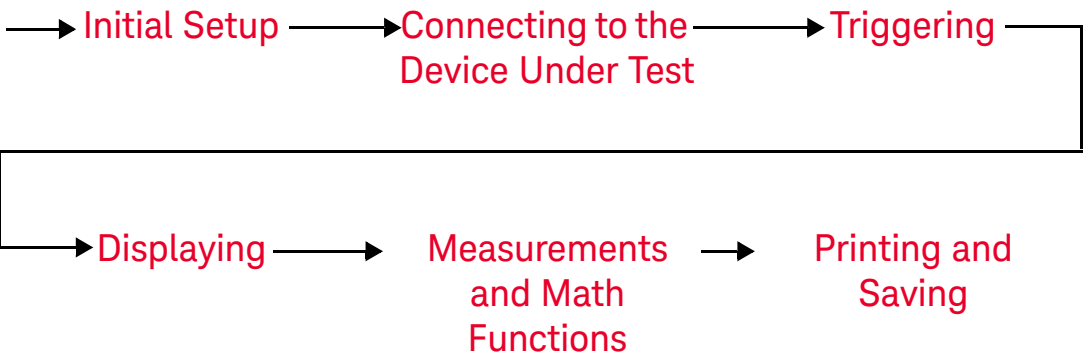 Initial Setup
Connecting to the
Device Under Test
Triggering
Displaying
Measurements
and Math
Functions
Printing and
Saving